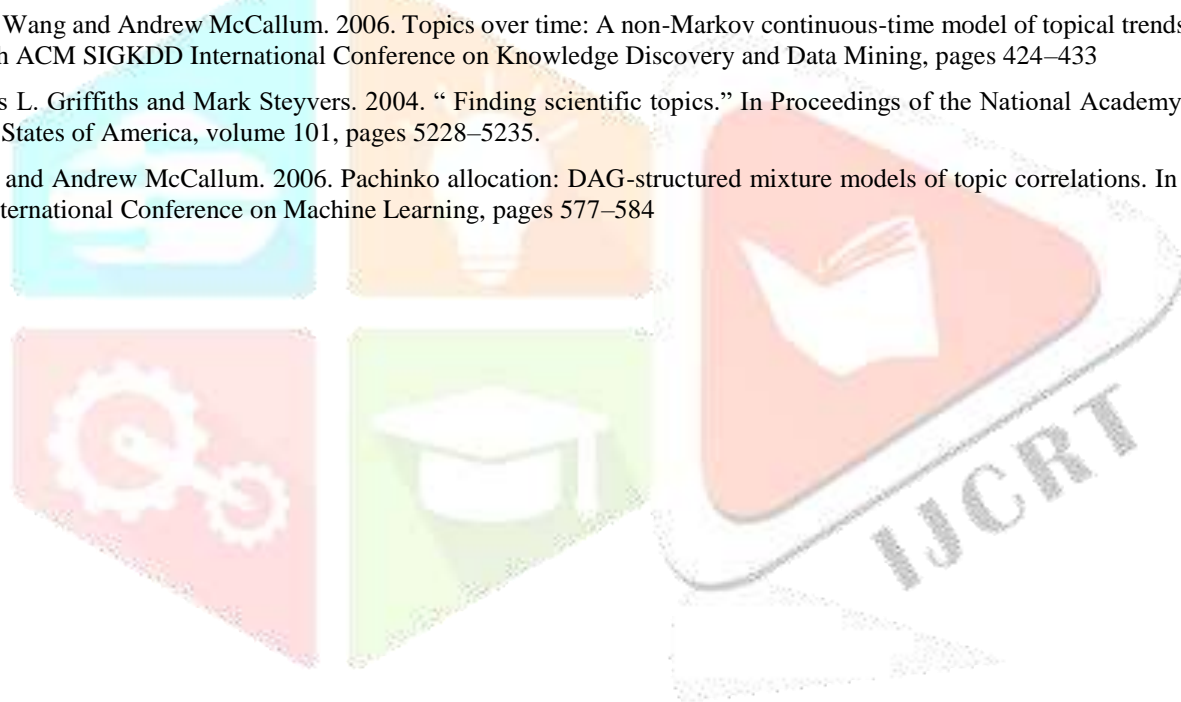 Wang and Andrew McCallum. 2006. Topics over time: A non-Markov continuous-time model of topical trends
h ACM SIGKDD International Conference on Knowledge Discovery and Data Mining, pages 424–433
s L. Griffiths and Mark Steyvers. 2004. “ Finding scientific topics.” In Proceedings of the National Academy
States of America, volume 101, pages 5228–5235.
and Andrew McCallum. 2006. Pachinko allocation: DAG-structured mixture models of topic correlations. In
nternational Conference on Machine Learning, pages 577–584
IJCRT